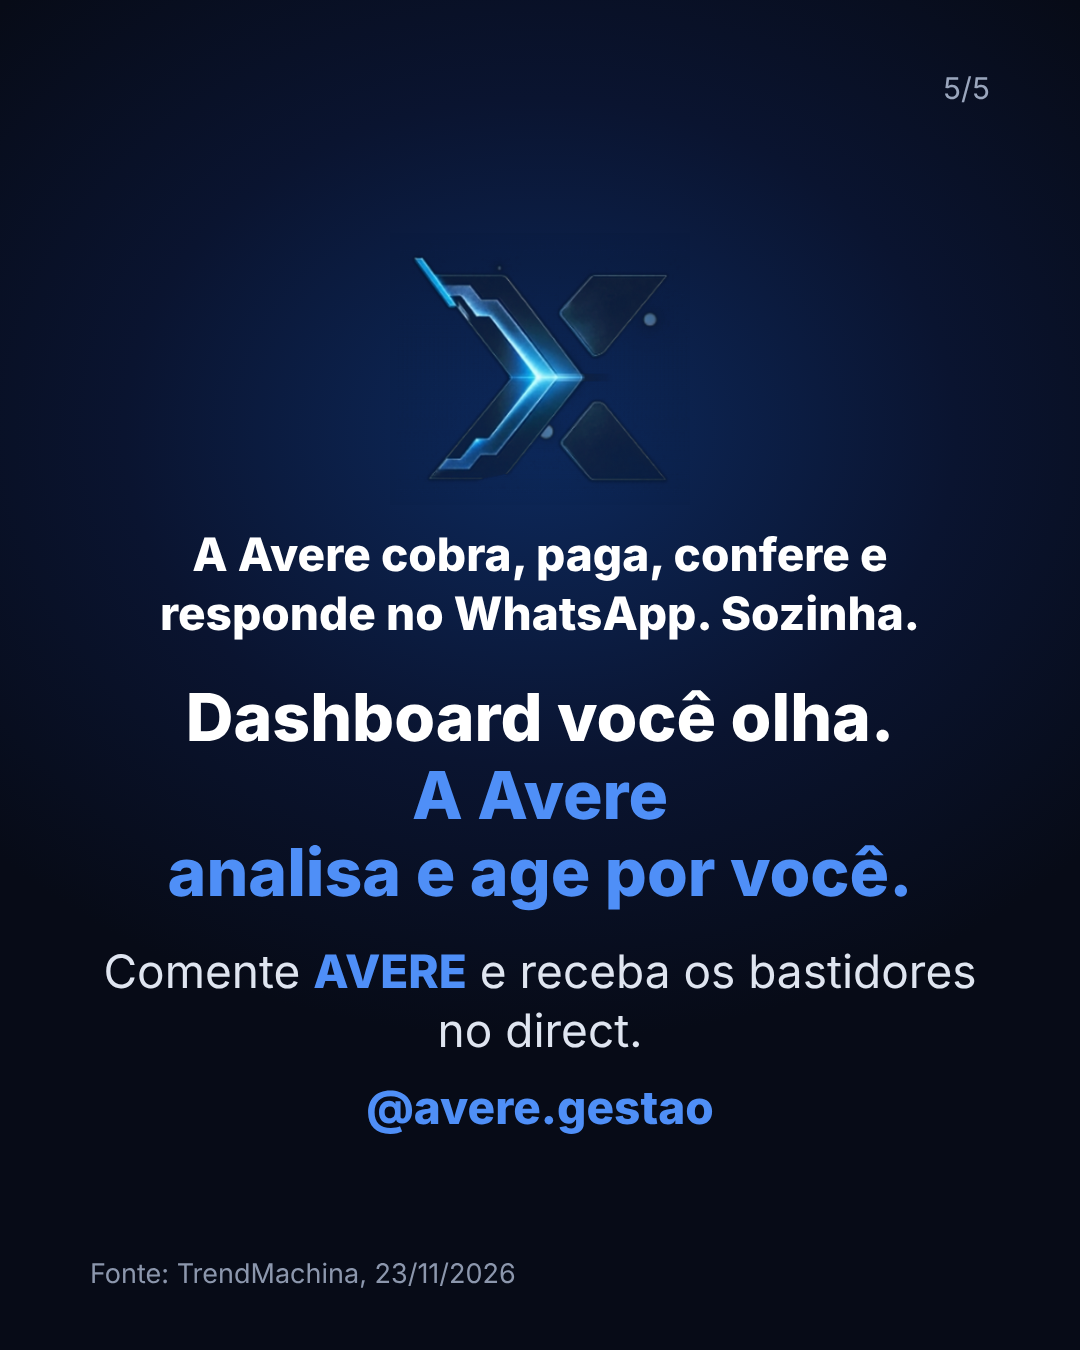 5/5
A Avere cobra, paga, confere e
responde no WhatsApp. Sozinha.
Dashboard você olha.
A Avere
analisa e age por você.
Comente AVERE e receba os bastidores
no direct.
@avere.gestao
Fonte: TrendMachina, 23/11/2026